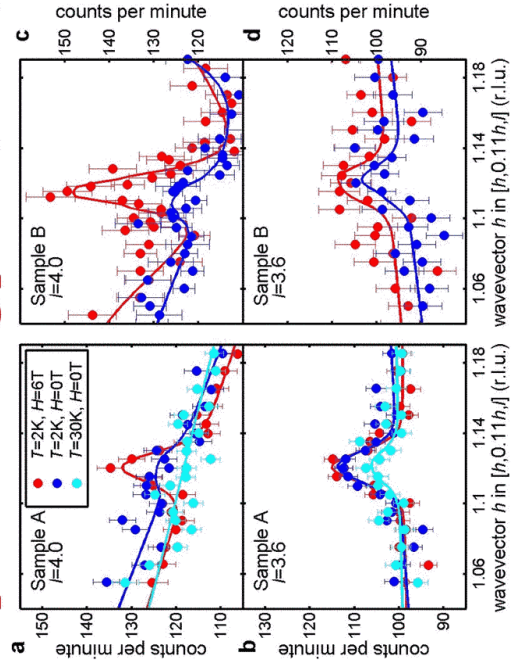 a
Sample A
l=4.0
T=2K, H=6T
T=2K, H=0T
T=30K, H=0T
counts per minute
150
140
130
120
110
b
Sample A
l=3.6
counts per minute
130
120
110
100
90
1.06
1.1
1.14
1.18
wavevector h in [h,0.11h,l] (r.l.u.)
c
Sample B
l=4.0
counts per minute
150
140
130
120
d
Sample B
l=3.6
counts per minute
120
110
100
90
1.06
1.1
1.14
1.18
wavevector h in [h,0.11h,l] (r.l.u.)